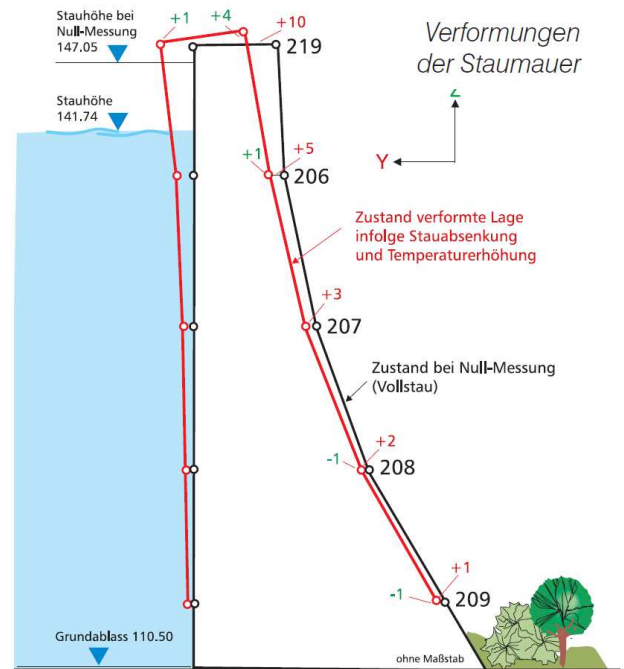 Verformungen
der Staumauer
Stauhöhe bei
Null-Messung
147.05
+1
+4
+10
219
Stauhöhe
141.74
Z
Y
+1
+5
206
Zustand verformte Lage
infolge Stauabsenkung
und Temperaturerhöhung
+3
207
Zustand bei Null-Messung
(Vollstau)
+2
-1
208
+1
-1
209
Grundablass 110.50
ohne Maßstab